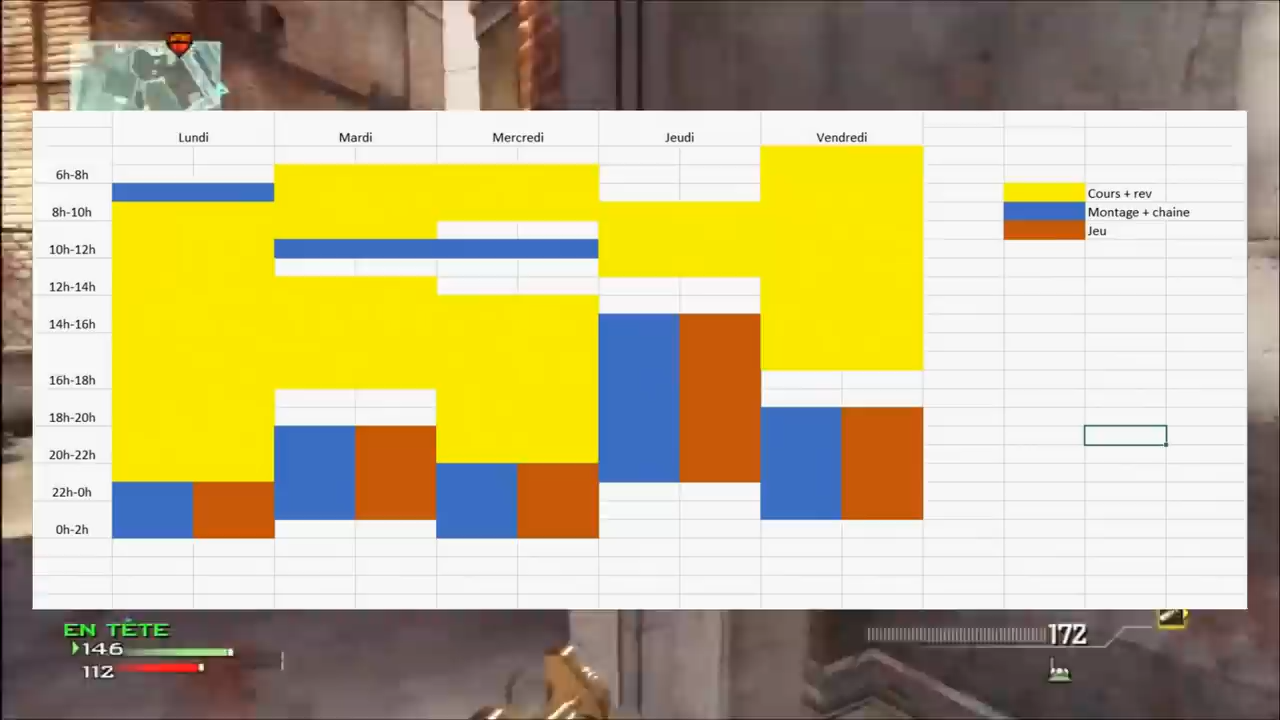 Lundi Mardi Mercredi Jeudi Vendredi
6h-8h
Cours + rev
8h-10h
Montage + chaine
Jeu
10h-12h
12h-14h
14h-16h
16h-18h
18h-20h
20h-22h
22h-0h
0h-2h
EN TÊTE
146
112
172